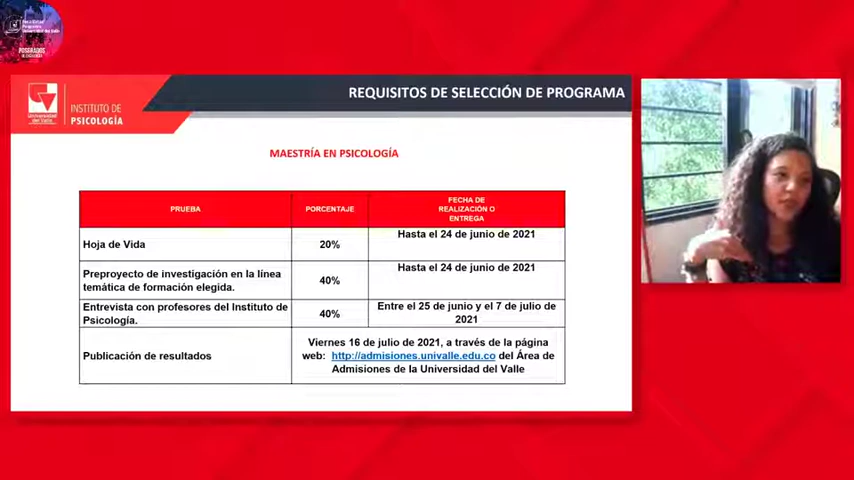 POSGRADOS
Universidad
del Valle
INSTITUTO DE
PSICOLOGÍA
REQUISITOS DE SELECCIÓN DE PROGRAMA
MAESTRÍA EN PSICOLOGÍA
PRUEBA
PORCENTAJE
FECHA DE
REALIZACIÓN O
ENTREGA
Hoja de Vida
20%
Hasta el 24 de junio de 2021
Preproyecto de investigación en la línea
temática de formación elegida.
40%
Hasta el 24 de junio de 2021
Entrevista con profesores del Instituto de
Psicología.
40%
Entre el 25 de junio y el 7 de julio de
2021
Publicación de resultados
Viernes 16 de julio de 2021, a través de la página
web: http://admisiones.univalle.edu.co del Área de
Admisiones de la Universidad del Valle